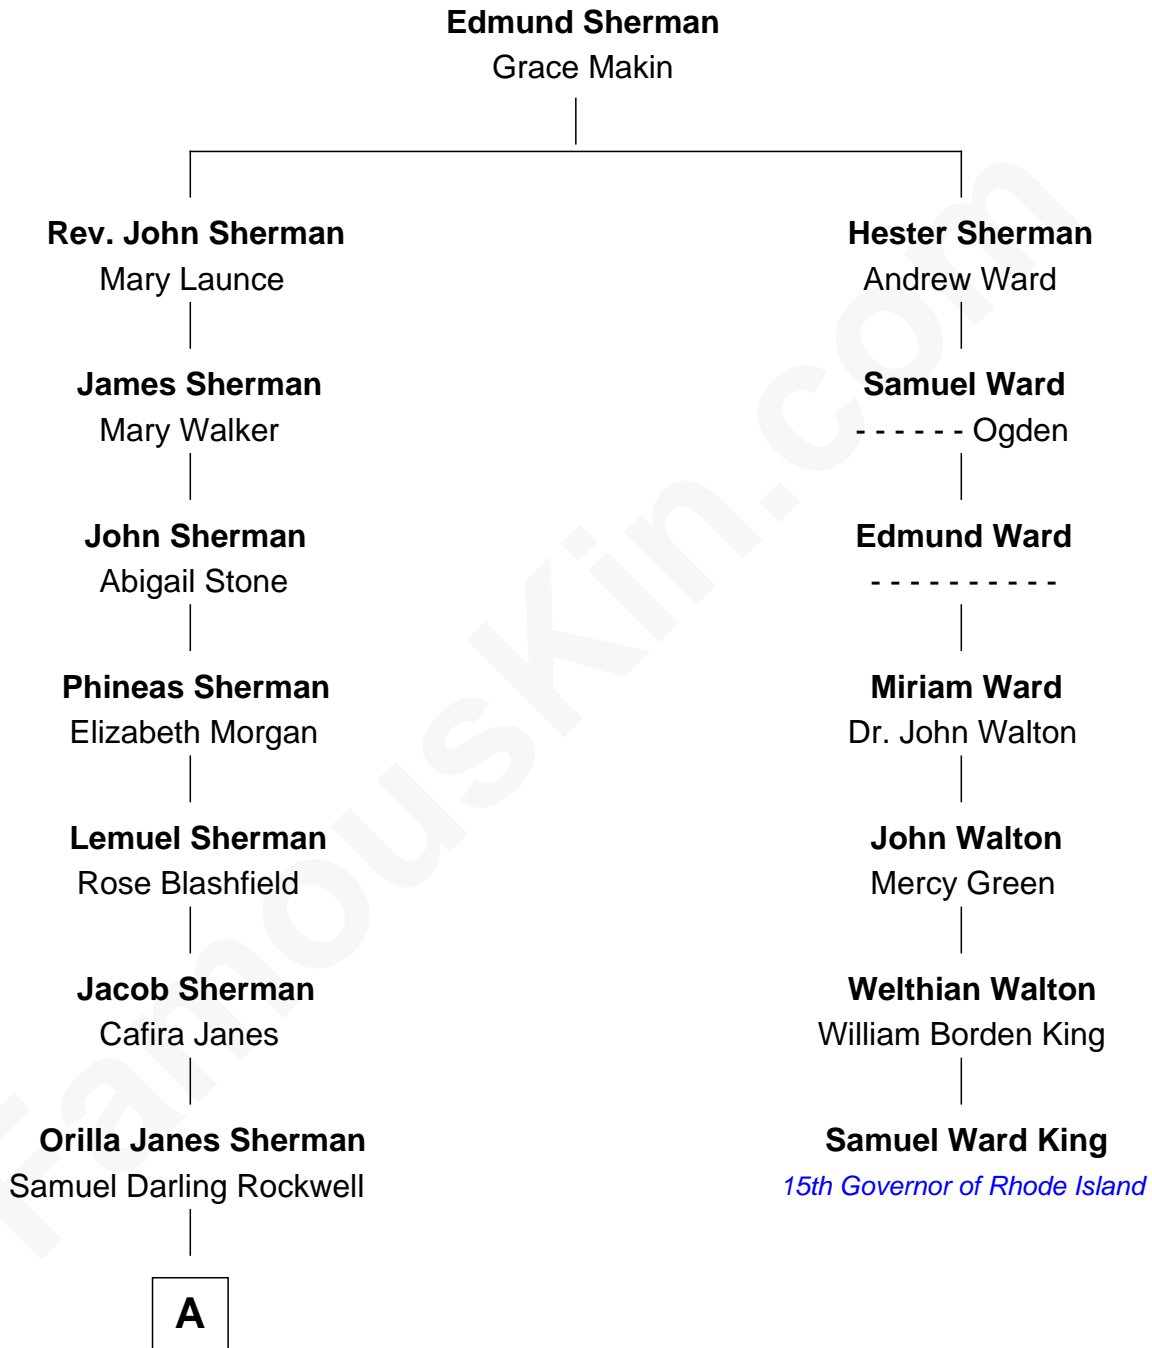 Edmund Sherman
Grace Makin
Rev. John Sherman
Mary Launce
Hester Sherman
Andrew Ward
James Sherman
Mary Walker
Samuel Ward
- - - - - - Ogden
John Sherman
Abigail Stone
Edmund Ward
- - - - - - - - - -
Phineas Sherman
Elizabeth Morgan
Miriam Ward
Dr. John Walton
Lemuel Sherman
Rose Blashfield
John Walton
Mercy Green
Jacob Sherman
Cafira Janes
Welthian Walton
William Borden King
Orilla Janes Sherman
Samuel Darling Rockwell
Samuel Ward King
15th Governor of Rhode Island
A
FamousKin.com